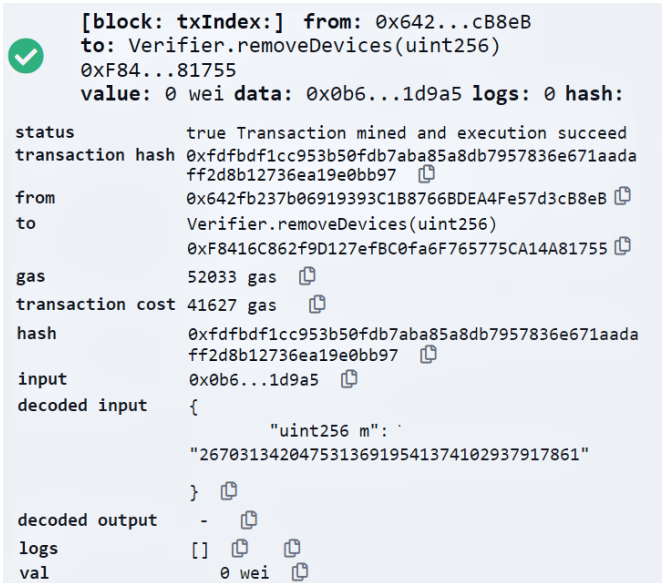 [block: txIndex:] from: 0x642...cB8eB
to: Verifier.removeDevices(uint256)
0xF84...81755
value: 0 wei data: 0x0b6...1d9a5 logs: 0 hash:
status true Transaction mined and execution succeed
transaction hash 0xfdfbdf1cc953b50fdb7aba85a8db7957836e671aada
ff2d8b12736ea19e0bb97
from 0x642fb237b06919393C1B8766BDEA4Fe57d3cB8eB
to Verifier.removeDevices(uint256)
0xF8416C862f9D127efBC0fa6F765775CA14A81755
gas 52033 gas
transaction cost 41627 gas
hash 0xfdfbdf1cc953b50fdb7aba85a8db7957836e671aada
ff2d8b12736ea19e0bb97
input 0x0b6...1d9a5
decoded input {
"uint256 m":
"26703134204753136919541374102937917861"
}
decoded output -
logs []
val 0 wei